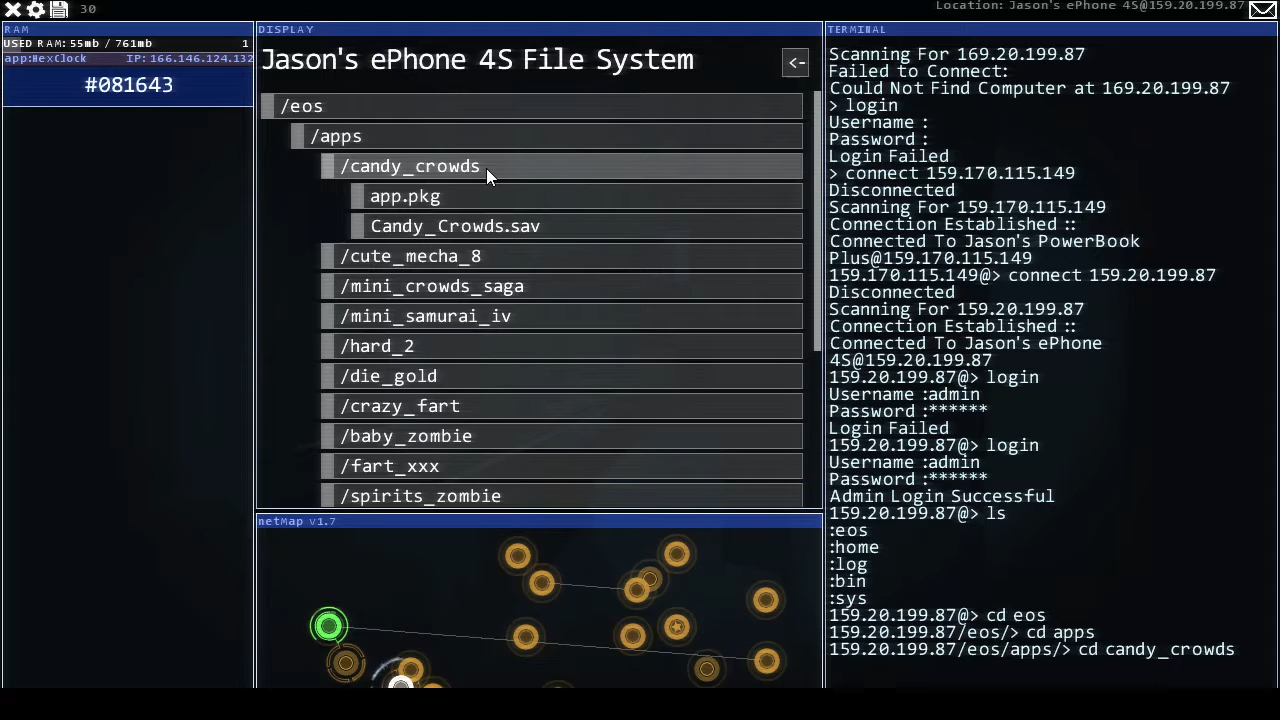 30
Location: Jason's ePhone 4S@159.20.199.87
RAM
USED RAM: 55mb / 761mb 1
app:HexClock IP: 166.146.124.132
#081643
DISPLAY
Jason's ePhone 4S File System
<-
/eos
/apps
/candy_crowds
app.pkg
Candy_Crowds.sav
/cute_mecha_8
/mini_crowds_saga
/mini_samurai_iv
/hard_2
/die_gold
/crazy_fart
/baby_zombie
/fart_xxx
/spirits_zombie
netMap v1.7
TERMINAL
Scanning For 169.20.199.87
Failed to Connect:
Could Not Find Computer at 169.20.199.87
> login
Username :
Password :
Login Failed
> connect 159.170.115.149
Disconnected
Scanning For 159.170.115.149
Connection Established ::
Connected To Jason's PowerBook
Plus@159.170.115.149
159.170.115.149@> connect 159.20.199.87
Disconnected
Scanning For 159.20.199.87
Connection Established ::
Connected To Jason's ePhone
4S@159.20.199.87
159.20.199.87@> login
Username :admin
Password :******
Login Failed
159.20.199.87@> login
Username :admin
Password :******
Admin Login Successful
159.20.199.87@> ls
:eos
:home
:log
:bin
:sys
159.20.199.87@> cd eos
159.20.199.87/eos/> cd apps
159.20.199.87/eos/apps/> cd candy_crowds